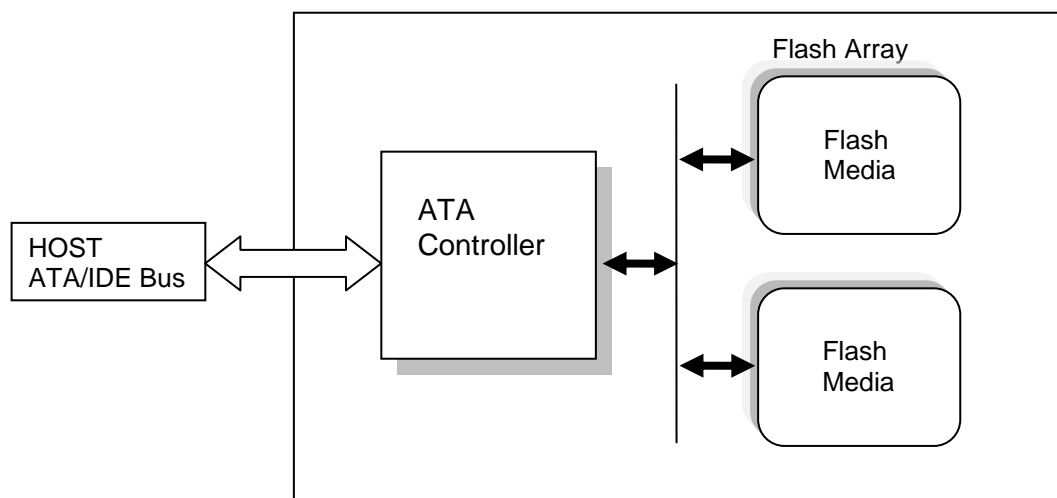 Flash Array
Flash
Media
ATA
Controller
HOST
ATA/IDE Bus
Flash
Media